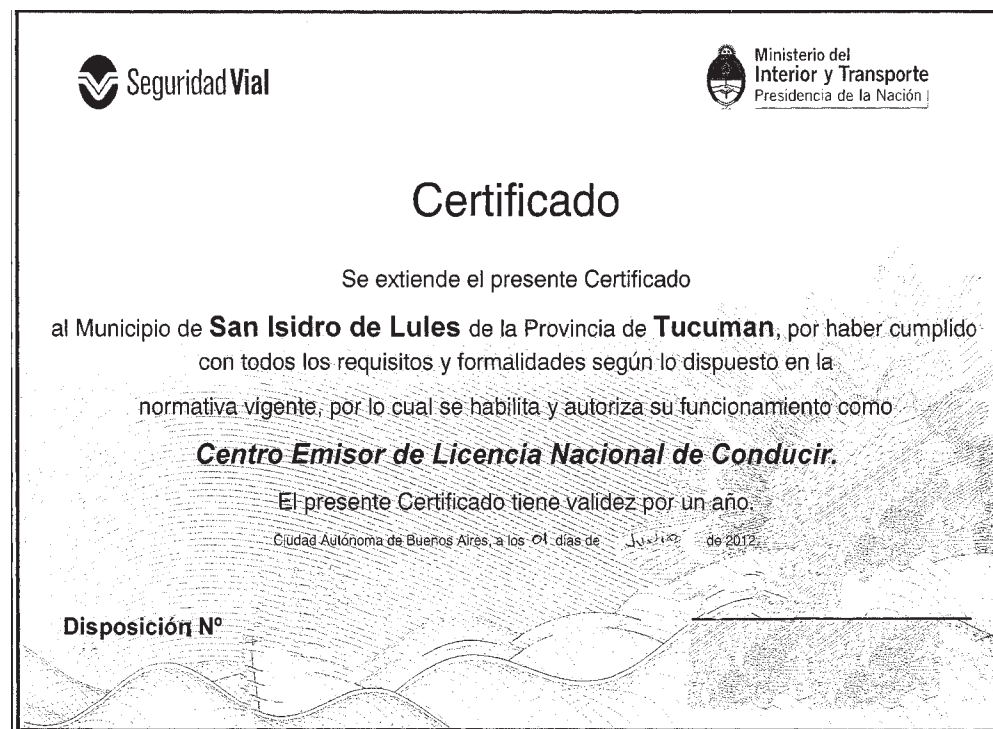 Seguridad Vial
Ministerio del
Interior y Transporte
Presidencia de la Nación
Certificado
Se extiende el presente Certificado
al Municipio de San Isidro de Lules de la Provincia de Tucuman, por haber cumplido
con todos los requisitos y formalidades según lo dispuesto en la
normativa vigente, por lo cual se habilita y autoriza su funcionamiento como
Centro Emisor de Licencia Nacional de Conducir.
El presente Certificado tiene validez por un año.
Ciudad Autónoma de Buenos Aires, a los 01 días de Junio de 2012.
Disposición Nº